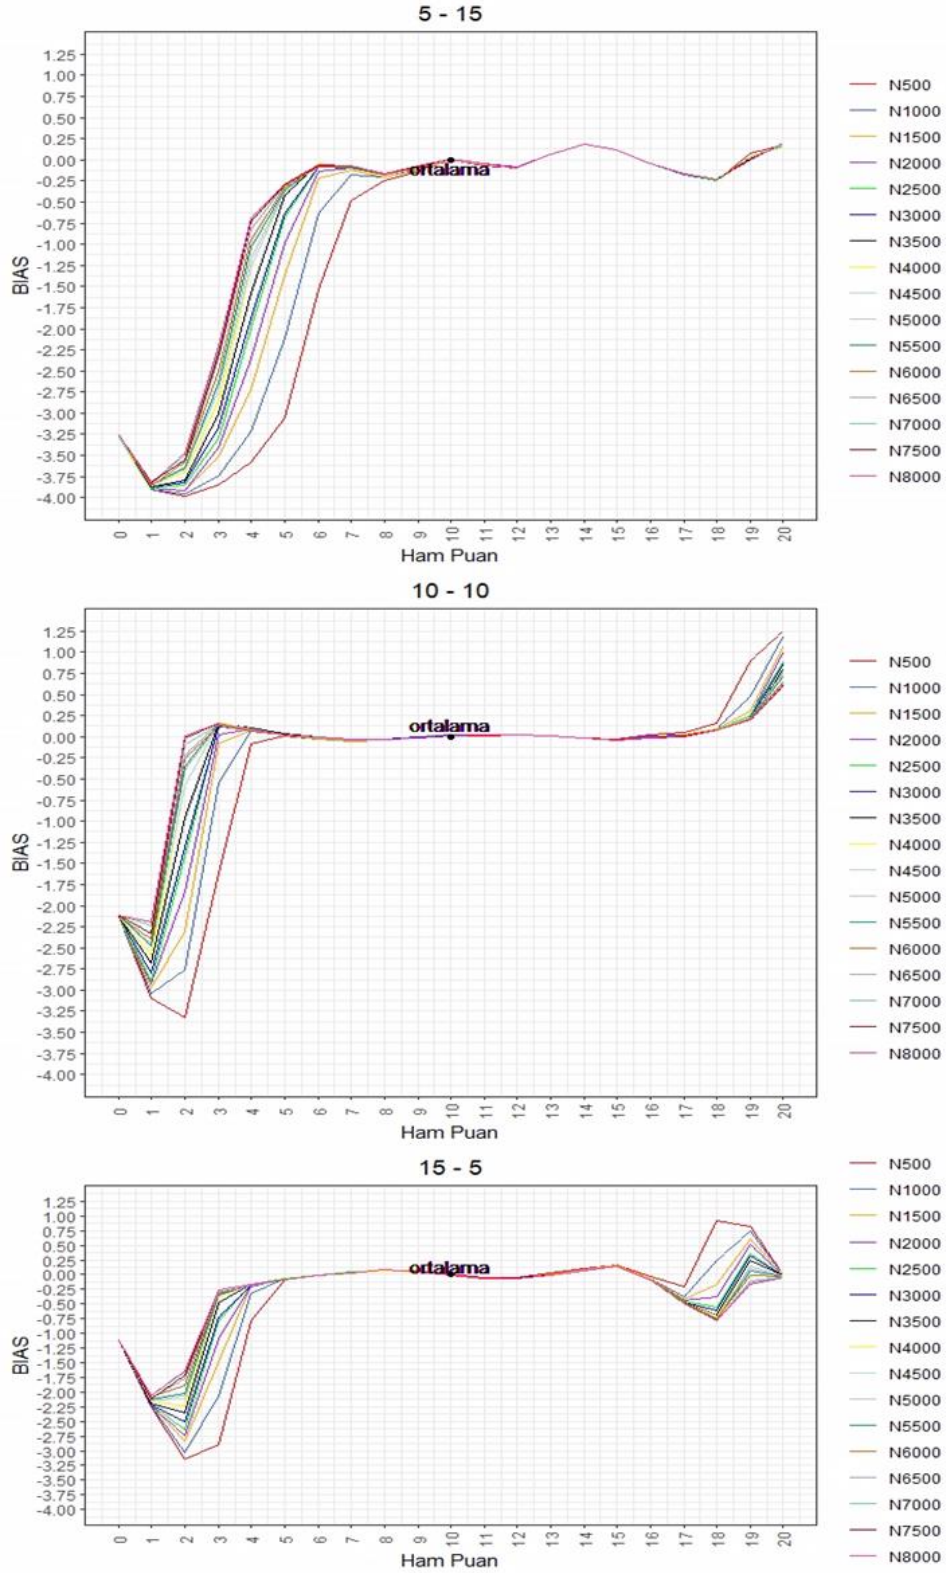 5 - 15
BIAS
1.25
1.00
0.75
0.50
0.25
0.00
-0.25
-0.50
-0.75
-1.00
-1.25
-1.50
-1.75
-2.00
-2.25
-2.50
-2.75
-3.00
-3.25
-3.50
-3.75
-4.00
ortalama
0 1 2 3 4 5 6 7 8 9 10 11 12 13 14 15 16 17 18 19 20
Ham Puan
N500
N1000
N1500
N2000
N2500
N3000
N3500
N4000
N4500
N5000
N5500
N6000
N6500
N7000
N7500
N8000
10 - 10
BIAS
1.25
1.00
0.75
0.50
0.25
0.00
-0.25
-0.50
-0.75
-1.00
-1.25
-1.50
-1.75
-2.00
-2.25
-2.50
-2.75
-3.00
-3.25
-3.50
-3.75
-4.00
ortalama
0 1 2 3 4 5 6 7 8 9 10 11 12 13 14 15 16 17 18 19 20
Ham Puan
N500
N1000
N1500
N2000
N2500
N3000
N3500
N4000
N4500
N5000
N5500
N6000
N6500
N7000
N7500
N8000
15 - 5
BIAS
1.25
1.00
0.75
0.50
0.25
0.00
-0.25
-0.50
-0.75
-1.00
-1.25
-1.50
-1.75
-2.00
-2.25
-2.50
-2.75
-3.00
-3.25
-3.50
-3.75
-4.00
ortalama
0 1 2 3 4 5 6 7 8 9 10 11 12 13 14 15 16 17 18 19 20
Ham Puan
N500
N1000
N1500
N2000
N2500
N3000
N3500
N4000
N4500
N5000
N5500
N6000
N6500
N7000
N7500
N8000